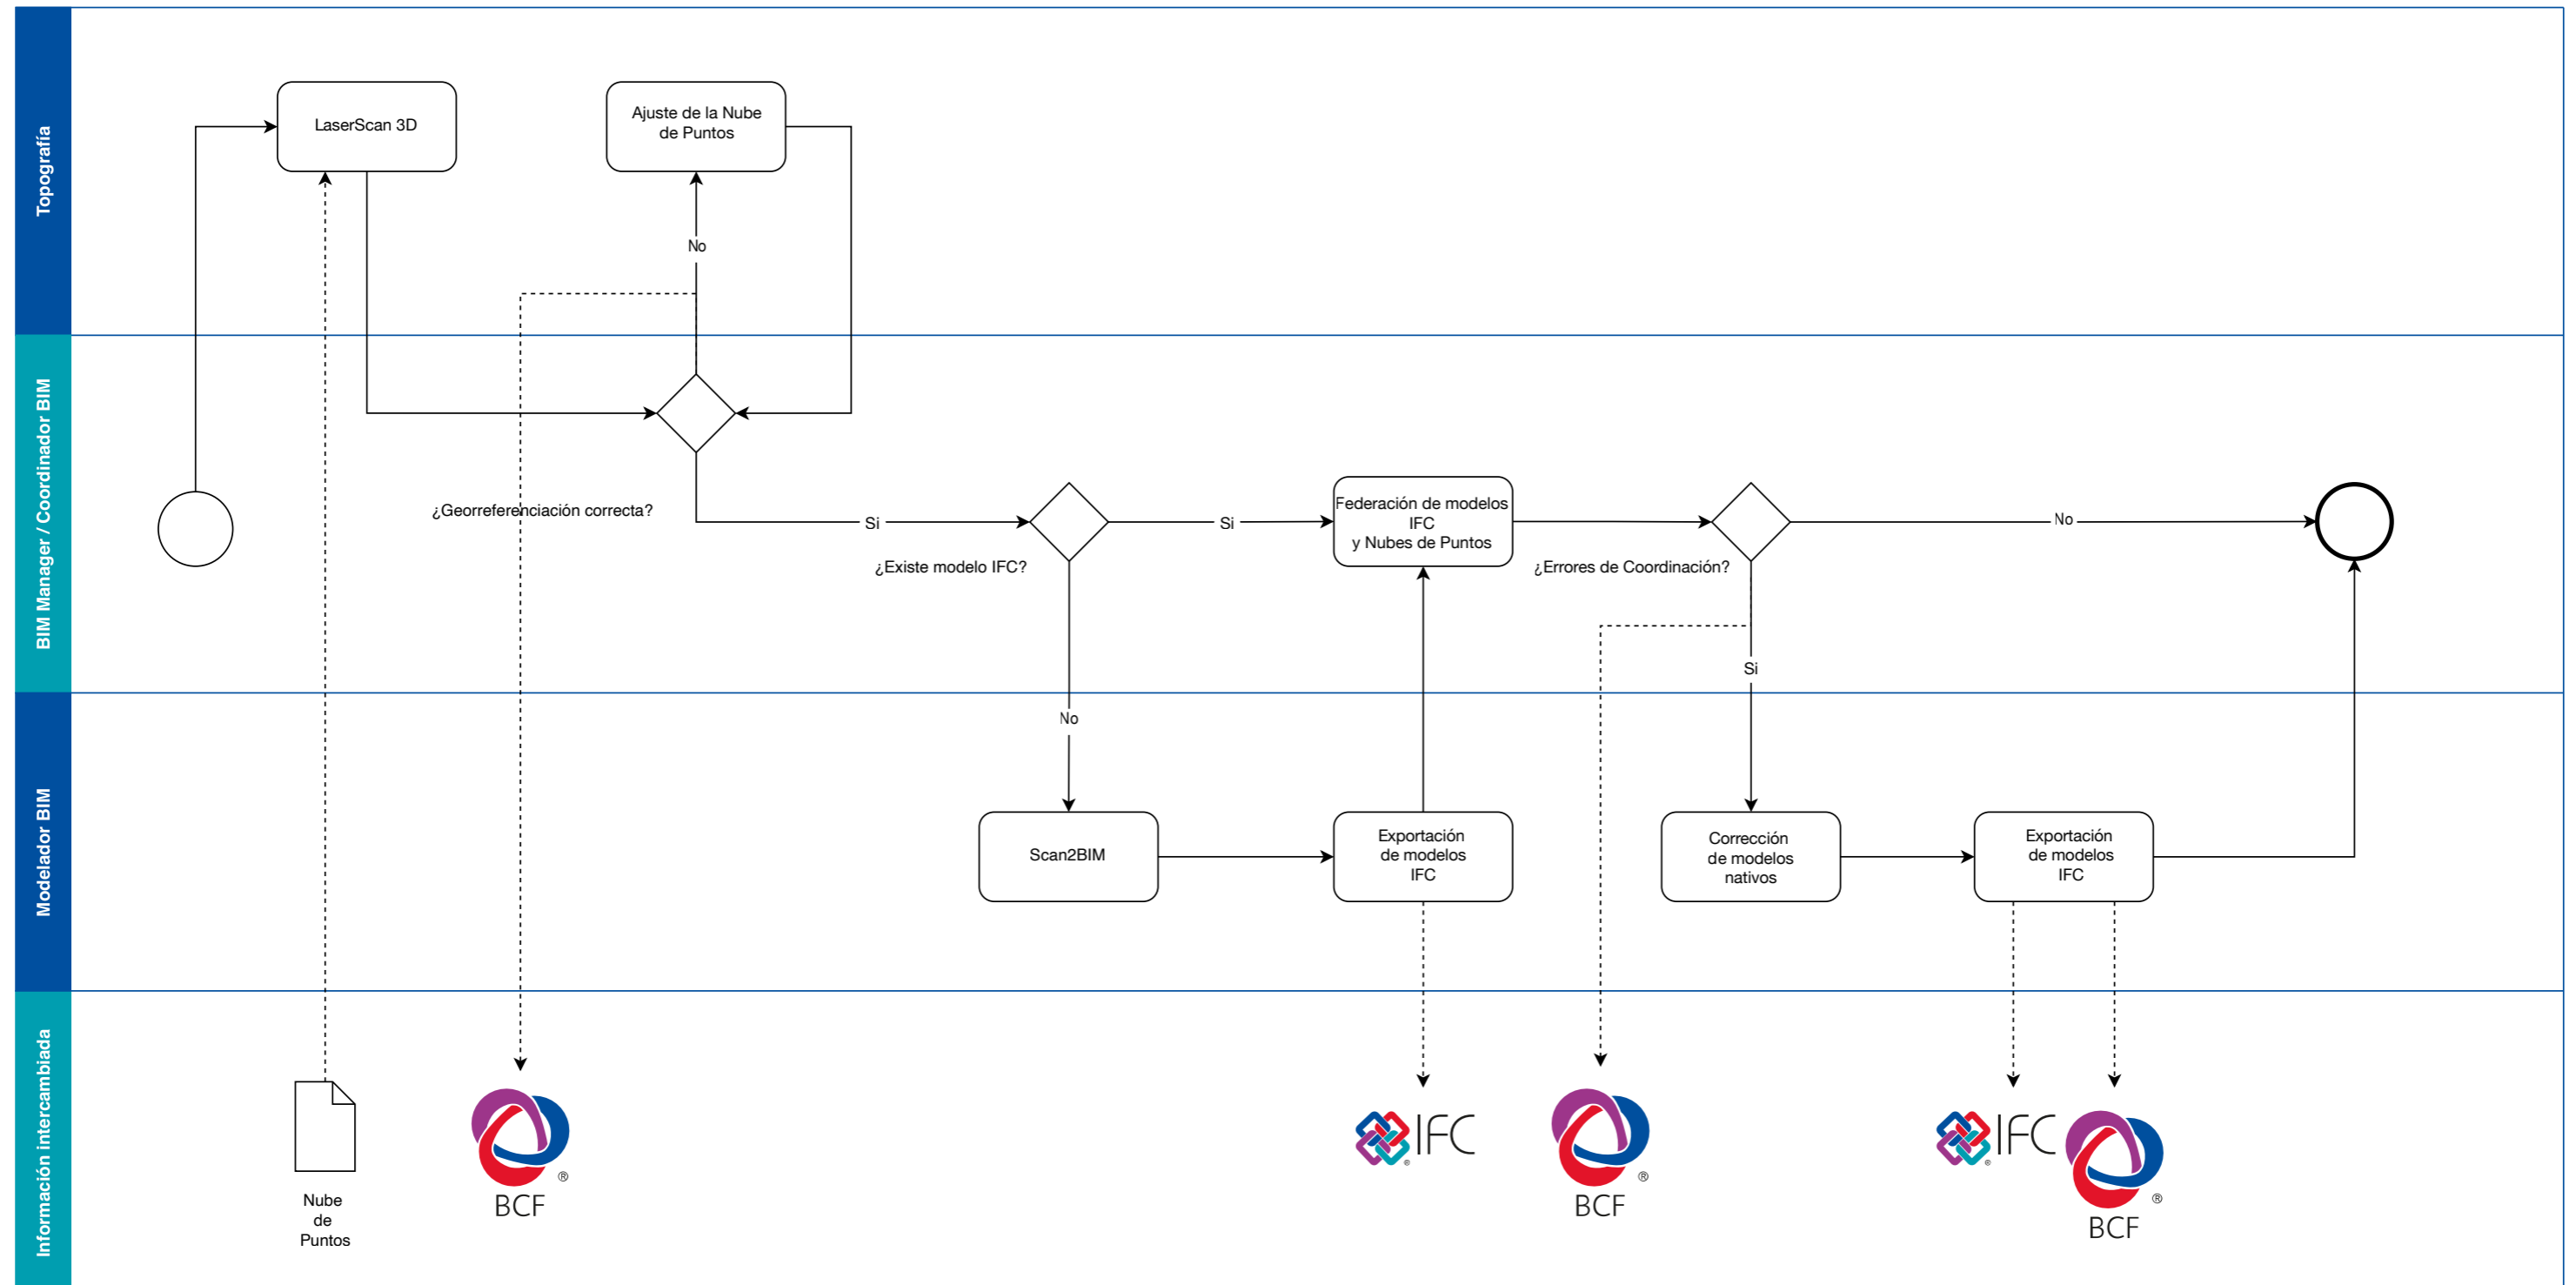 Topografía
LaserScan 3D
Ajuste de la Nube
de Puntos
No
BIM Manager / Coordinador BIM
¿Georreferenciación correcta?
Si
¿Existe modelo IFC?
Si
Federación de modelos
IFC
y Nubes de Puntos
¿Errores de Coordinación?
No
Si
Modelador BIM
No
Scan2BIM
Exportación
de modelos
IFC
Corrección
de modelos
nativos
Exportación
de modelos
IFC
Información intercambiada
Nube
de
Puntos
®
BCF
® IFC
®
BCF
® IFC
®
BCF